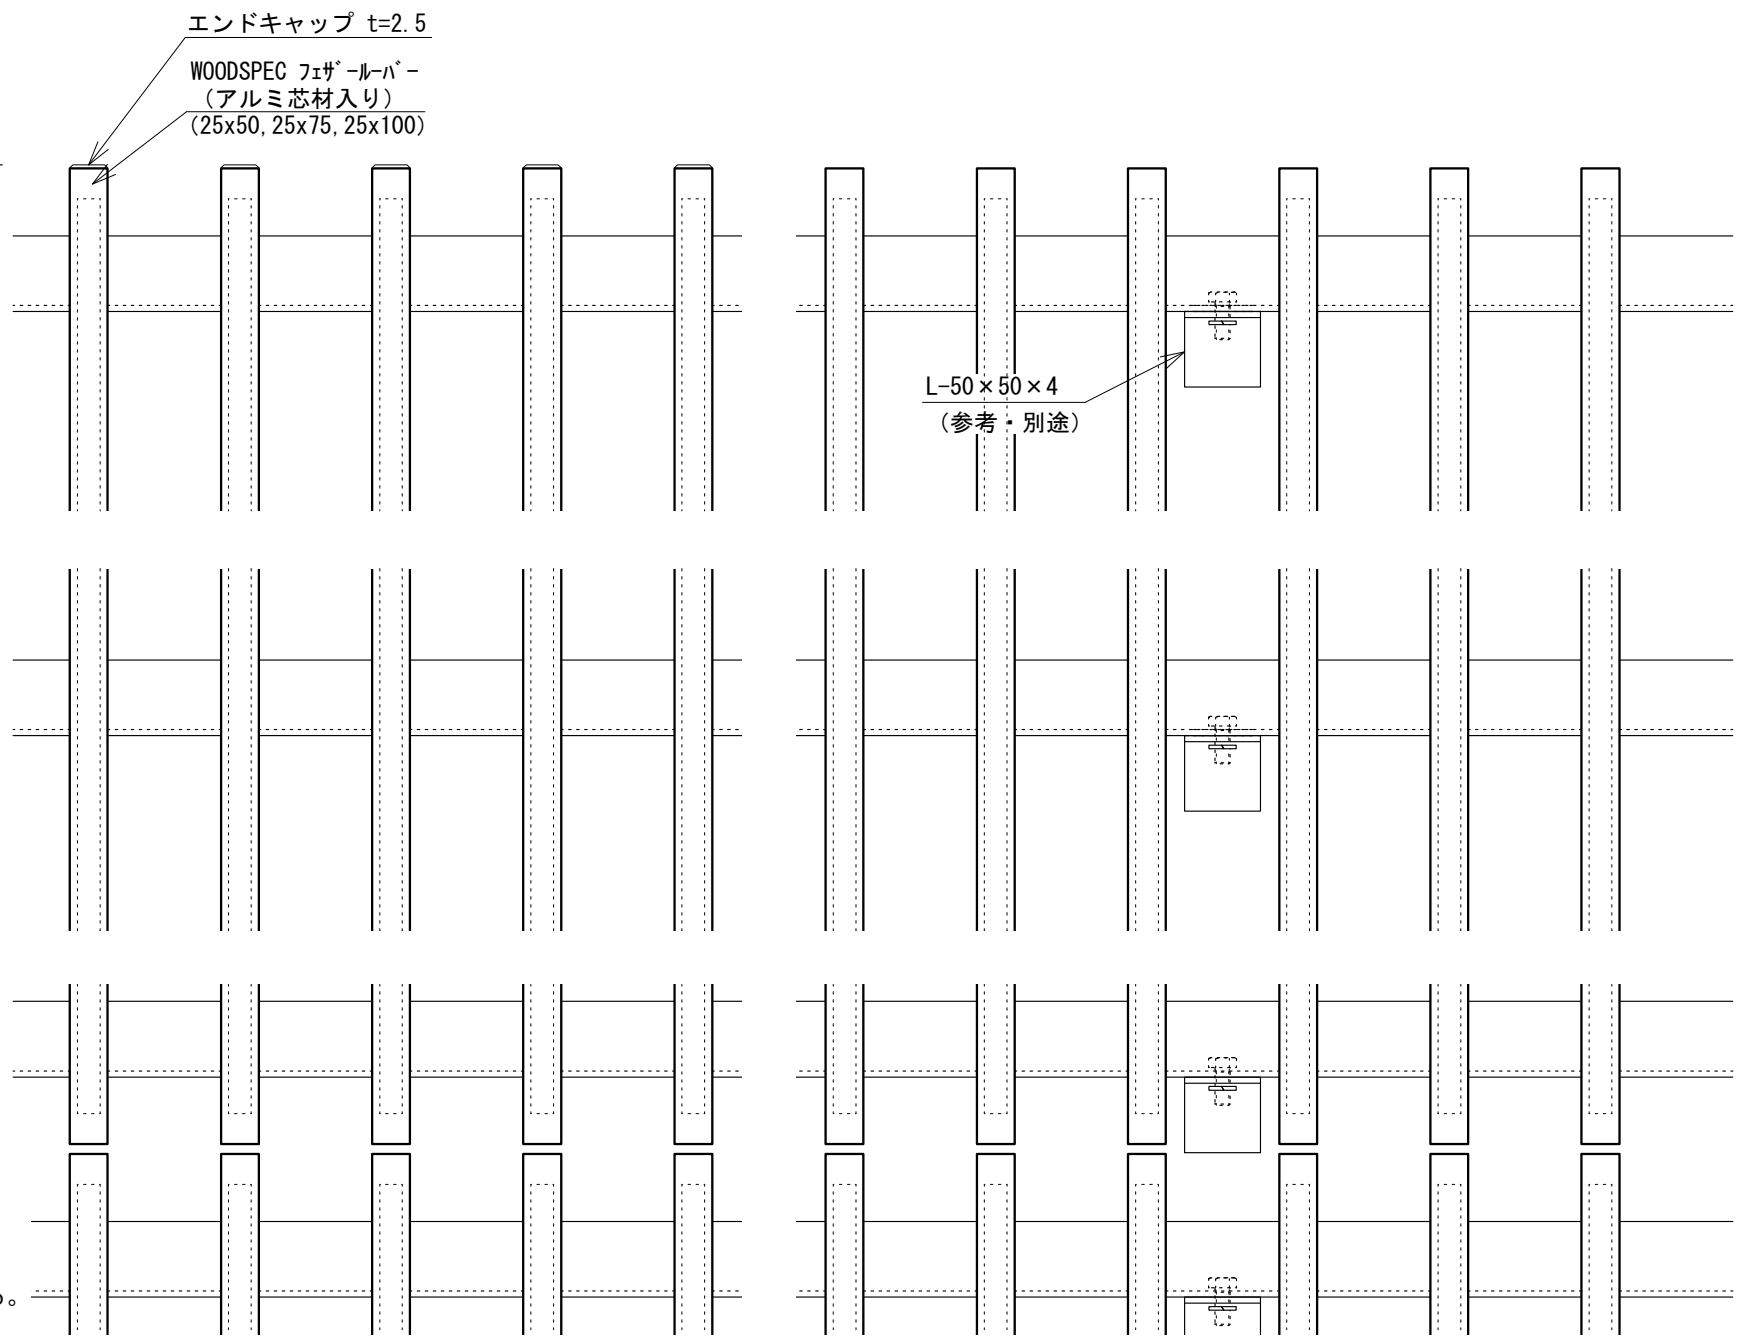 エンドキャップ t=2.5
WOODSPEC ﾌｪｻﾞｰﾙｰﾊﾞｰ
（アルミ芯材入り）
(25x50,25x75,25x100)
L-50×50×4
（参考・別途）
。